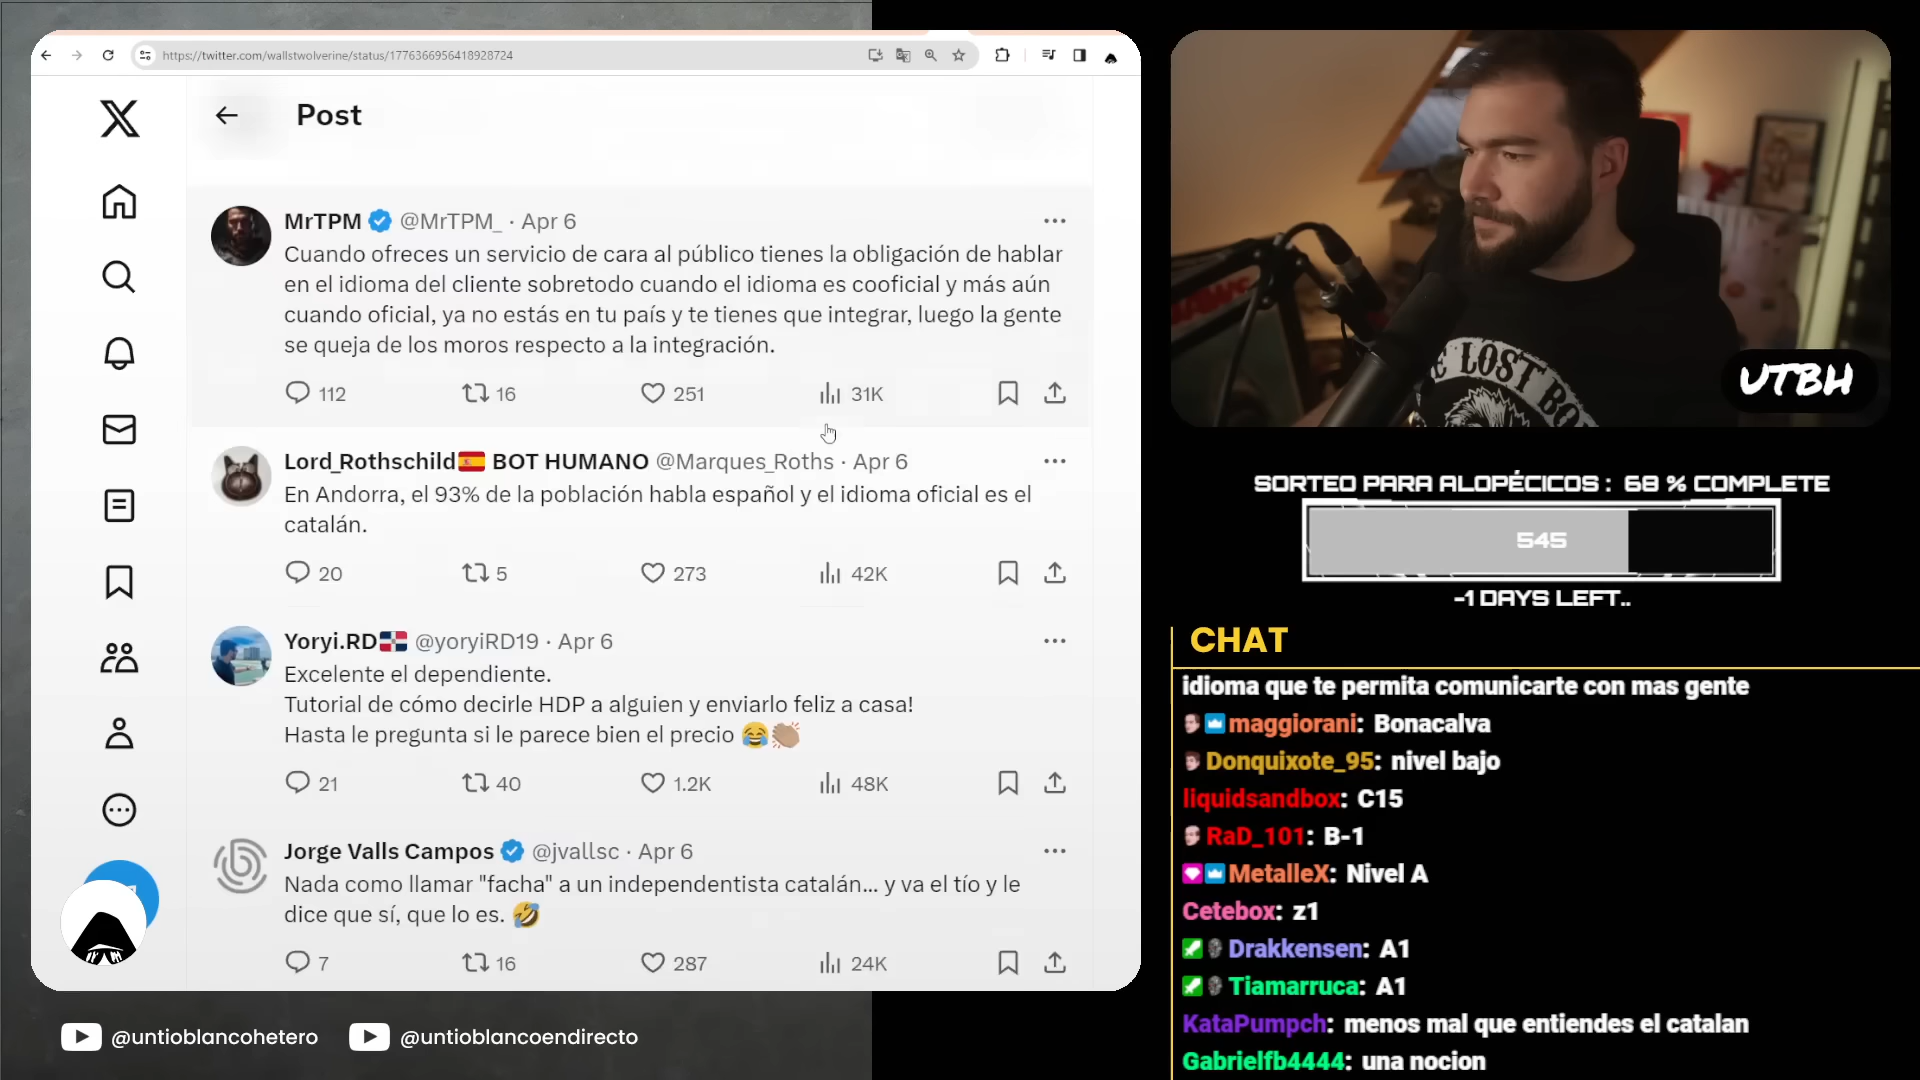 https://twitter.com/wallstwolverine/status/1776366956418928724
Post
MrTPM @MrTPM_ · Apr 6
Cuando ofreces un servicio de cara al público tienes la obligación de hablar
en el idioma del cliente sobretodo cuando el idioma es cooficial y más aún
cuando oficial, ya no estás en tu país y te tienes que integrar, luego la gente
se queja de los moros respecto a la integración.
112 16 251 31K
Lord_Rothschild🇪🇸 BOT HUMANO @Marques_Roths · Apr 6
En Andorra, el 93% de la población habla español y el idioma oficial es el
catalán.
20 5 273 42K
Yoryi.RD🇩🇴 @yoryiRD19 · Apr 6
Excelente el dependiente.
Tutorial de cómo decirle HDP a alguien y enviarlo feliz a casa!
Hasta le pregunta si le parece bien el precio 😂👏🏼
21 40 1.2K 48K
Jorge Valls Campos @jvallsc · Apr 6
Nada como llamar "facha" a un independentista catalán... y va el tío y le
dice que sí, que lo es. 🤣
7 16 287 24K
@untioblancohetero @untioblancoendirecto
E LOST BO
UTBH
SORTEO PARA ALOPÉCICOS : 68 % COMPLETE
545
-1 DAYS LEFT..
CHAT
idioma que te permita comunicarte con mas gente
maggiorani: Bonacalva
Donquixote_95: nivel bajo
liquidsandbox: C15
RaD_101: B-1
MetalleX: Nivel A
Cetebox: z1
Drakkensen: A1
Tiamarruca: A1
KataPumpch: menos mal que entiendes el catalan
Gabrielfb4444: una nocion